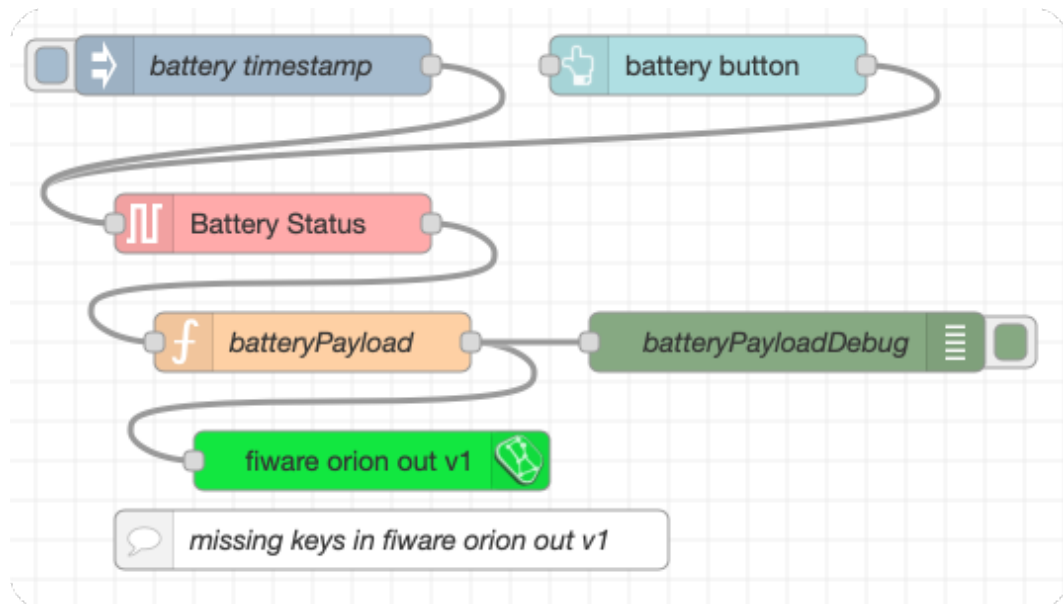 battery timestamp
battery button
Battery Status
batteryPayload
batteryPayloadDebug
fiware orion out v1
missing keys in fiware orion out v1